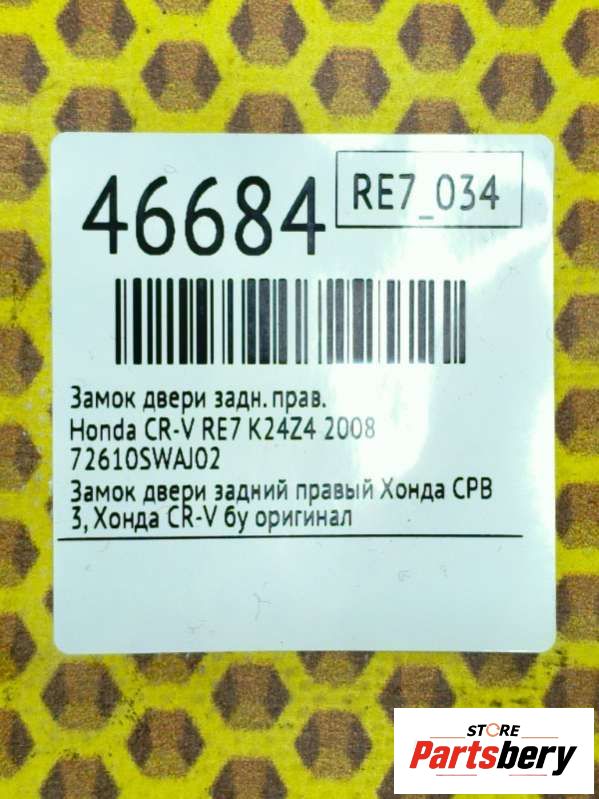 46684
RE7_034
Замок двери задн. прав.
Honda CR-V RE7 K24Z4 2008
72610SWAJ02
Замок двери задний правый Хонда СРВ
3, Хонда CR-V бу оригинал
STORE
Partsbery